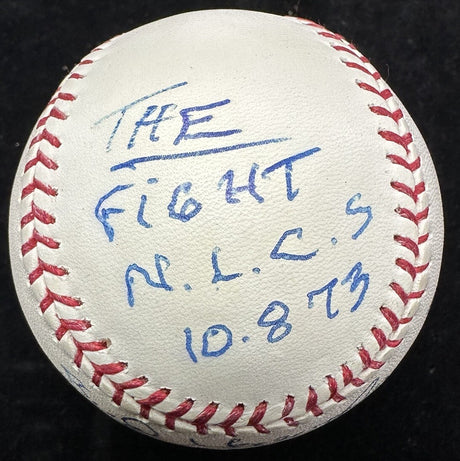 THE
FIGHT
N.L.C.S
10.8 73